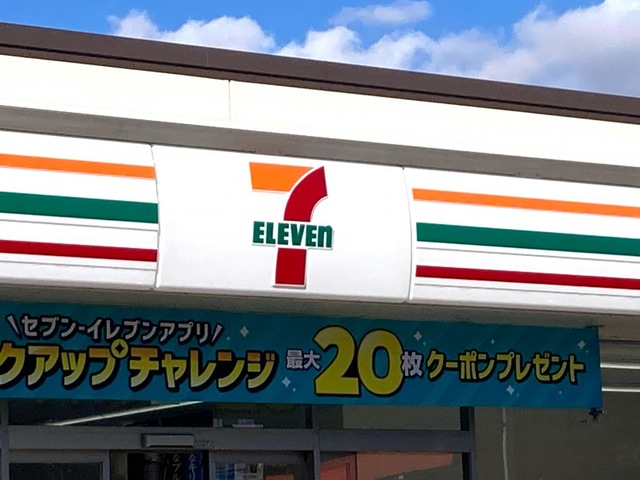 7
ELEVEn
\セブン-イレブンアプリ/
クアップチャレンジ
最大20枚クーポンプレゼント